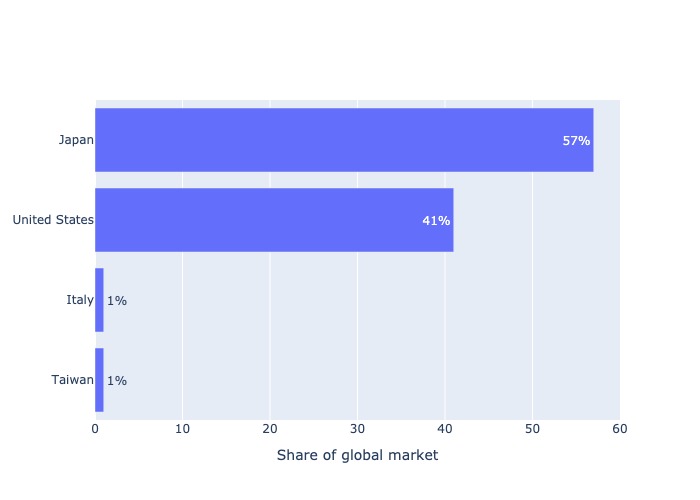 Japan 57%
United States 41%
Italy 1%
Taiwan 1%
0 10 20 30 40 50 60
Share of global market